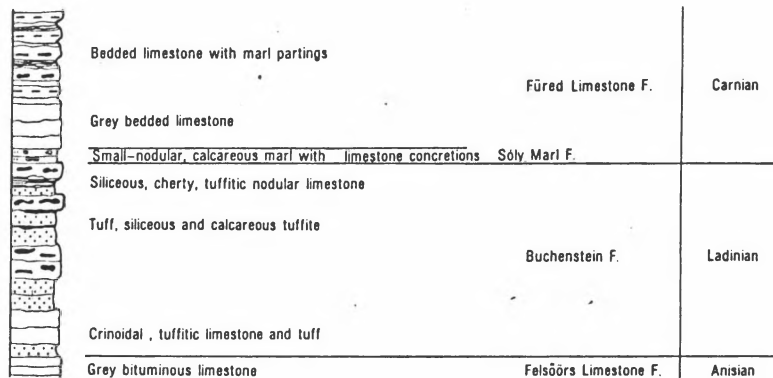 Bedded limestone with marl partings
Füred Limestone F. Carnian
Grey bedded limestone
Small-nodular, calcareous marl with limestone concretions Sóly Marl F.
Siliceous, cherty, tuffitic nodular limestone
Tuff, siliceous and calcareous tuffite
Buchenstein F. Ladinian
Crinoidal , tuffitic limestone and tuff
Grey bituminous limestone Felsőörs Limestone F. Anisian